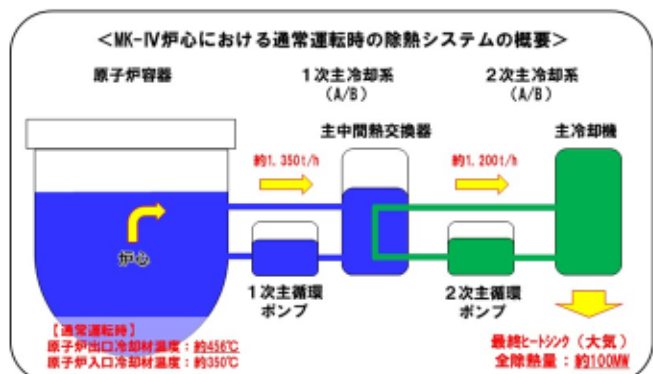 <MK-Ⅳ炉心における通常運転時の除熱システムの概要>
原子炉容器
1次主冷却系
(A/B)
2次主冷却系
(A/B)
主中間熱交換器
主冷却機
約1,350t/h
約1,200t/h
炉心
1次主循環
ポンプ
2次主循環
ポンプ
【通常運転時】
原子炉出口冷却材温度:約456℃
原子炉入口冷却材温度:約350℃
最終ヒートシンク(大気)
全除熱量:約100MW